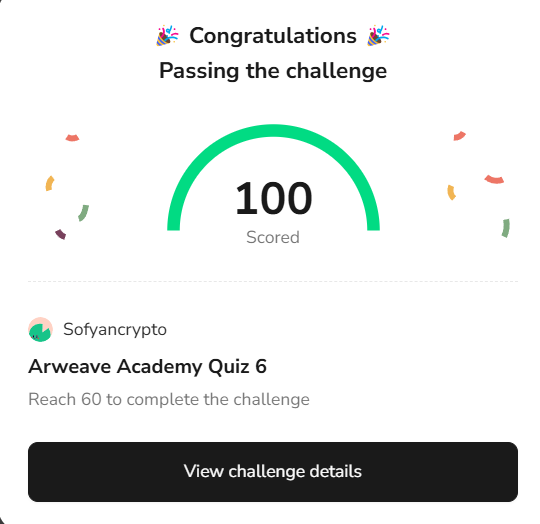 🎉 Congratulations 🎉
Passing the challenge
100
Scored
Sofyancrypto
Arweave Academy Quiz 6
Reach 60 to complete the challenge
View challenge details